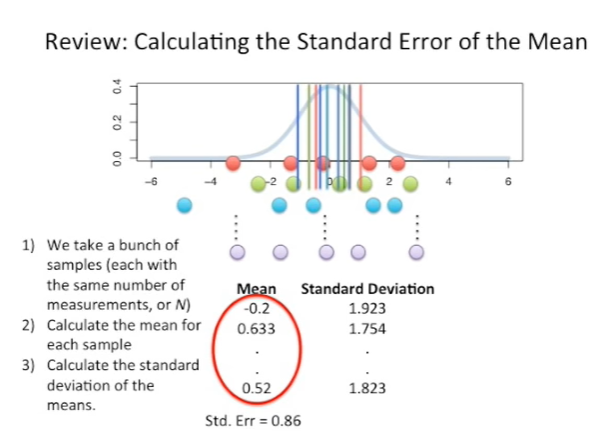 Review: Calculating the Standard Error of the Mean
0.4
0.2
0.0
-6 -4 -2 0 2 4 6
1) We take a bunch of
samples (each with
the same number of
measurements, or N)
2) Calculate the mean for
each sample
3) Calculate the standard
deviation of the
means.
Mean Standard Deviation
-0.2 1.923
0.633 1.754
. .
. .
0.52 1.823
Std. Err = 0.86